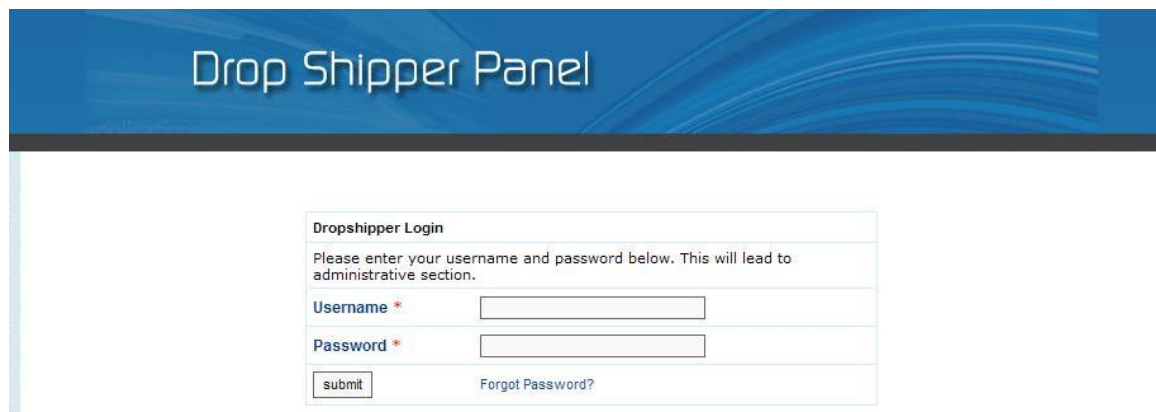 Drop Shipper Panel
Dropshipper Login
Please enter your username and password below. This will lead to
administrative section.
Username *
Password *
submit
Forgot Password?